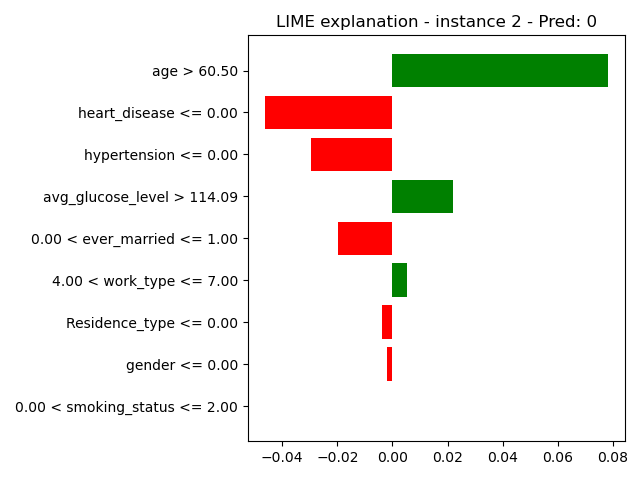 LIME explanation - instance 2 - Pred: 0
age > 60.50
heart_disease <= 0.00
hypertension <= 0.00
avg_glucose_level > 114.09
0.00 < ever_married <= 1.00
4.00 < work_type <= 7.00
Residence_type <= 0.00
gender <= 0.00
0.00 < smoking_status <= 2.00
−0.04 −0.02 0.00 0.02 0.04 0.06 0.08